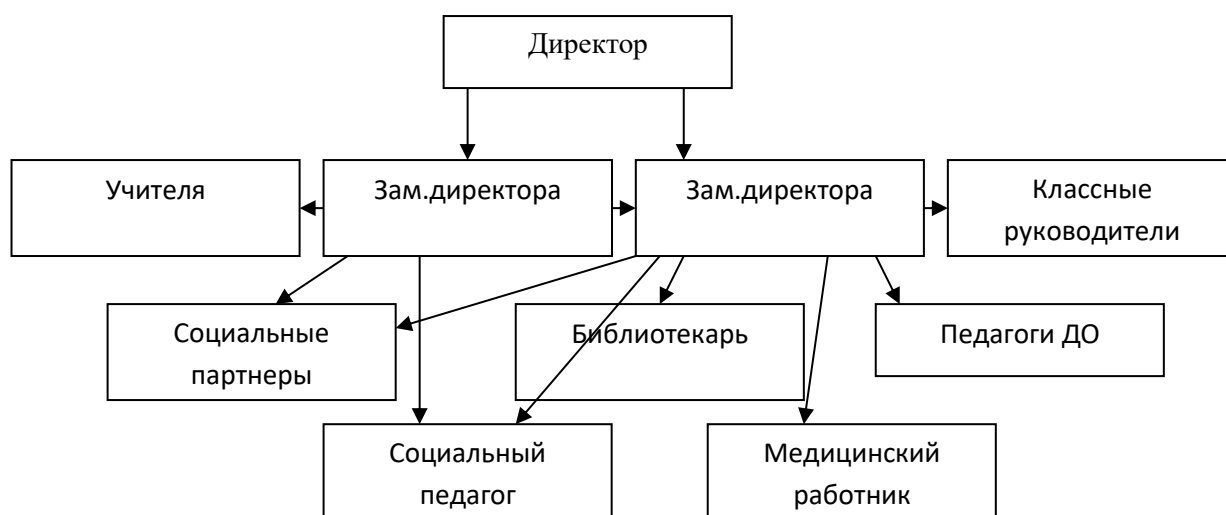 Директор
Учителя
Зам.директора
Зам.директора
Классные
руководители
Социальные
партнеры
Библиотекарь
Педагоги ДО
Социальный
педагог
Медицинский
работник